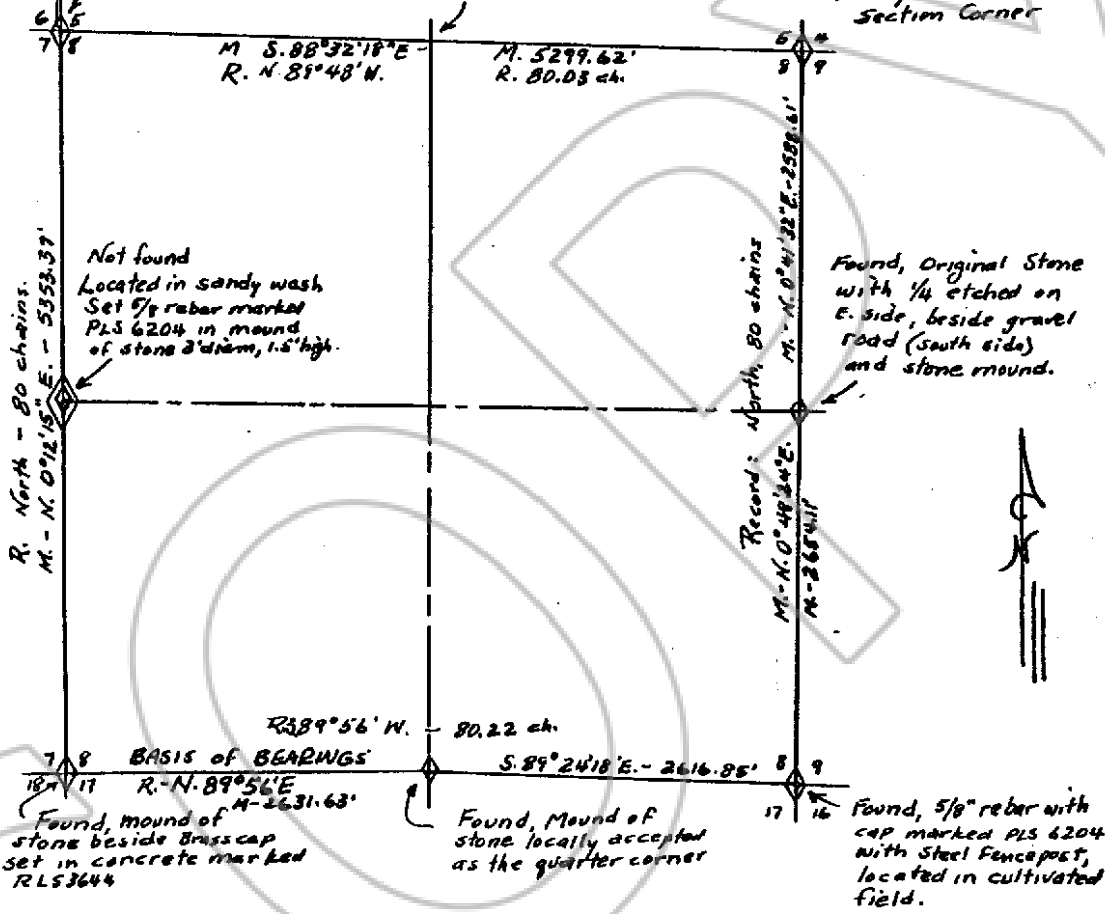 Section Corner
6 5
7 8
M S.88°32'18"E - M. 5299.62'
R. N.89°48'W. R. 80.03 ch.
5 4
8 9
R. North - 80 chains.
M. - N. 0°12'15" E. - 5353.37'
Not found
Located in sandy wash
Set 5/8 rebar marked
PLS 6204 in mound
of stone 3'diam, 1.5'high.
Record: North, 80 chains
M. - N. 0°41'32"E. - 2588.61'
M. - N. 0°48'24"E.
M. - 2654.11'
Found, Original Stone
with 1/4 etched on
E. side, beside gravel
road (south side)
and stone mound.
N
R.S.89°56' W. - 80.22 ch.
7 8
18 17
BASIS of BEARINGS
R.-N.89°56'E
M-2631.63'
S.89°24'18"E. - 2616.85'
8 9
17 16
Found, mound of
stone beside Brasscap
set in concrete marked
RLS3644
Found, Mound of
stone locally accepted
as the quarter corner
Found, 5/8" rebar with
cap marked PLS 6204
with Steel Fencepost,
located in cultivated
field.